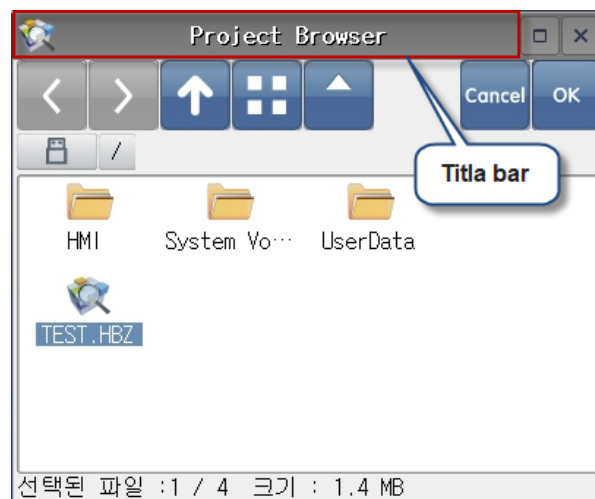 Project Browser
Cancel OK
/
Titla bar
HMI System Vo… UserData
TEST.HBZ
선택된 파일 :1 / 4 크기 : 1.4 MB